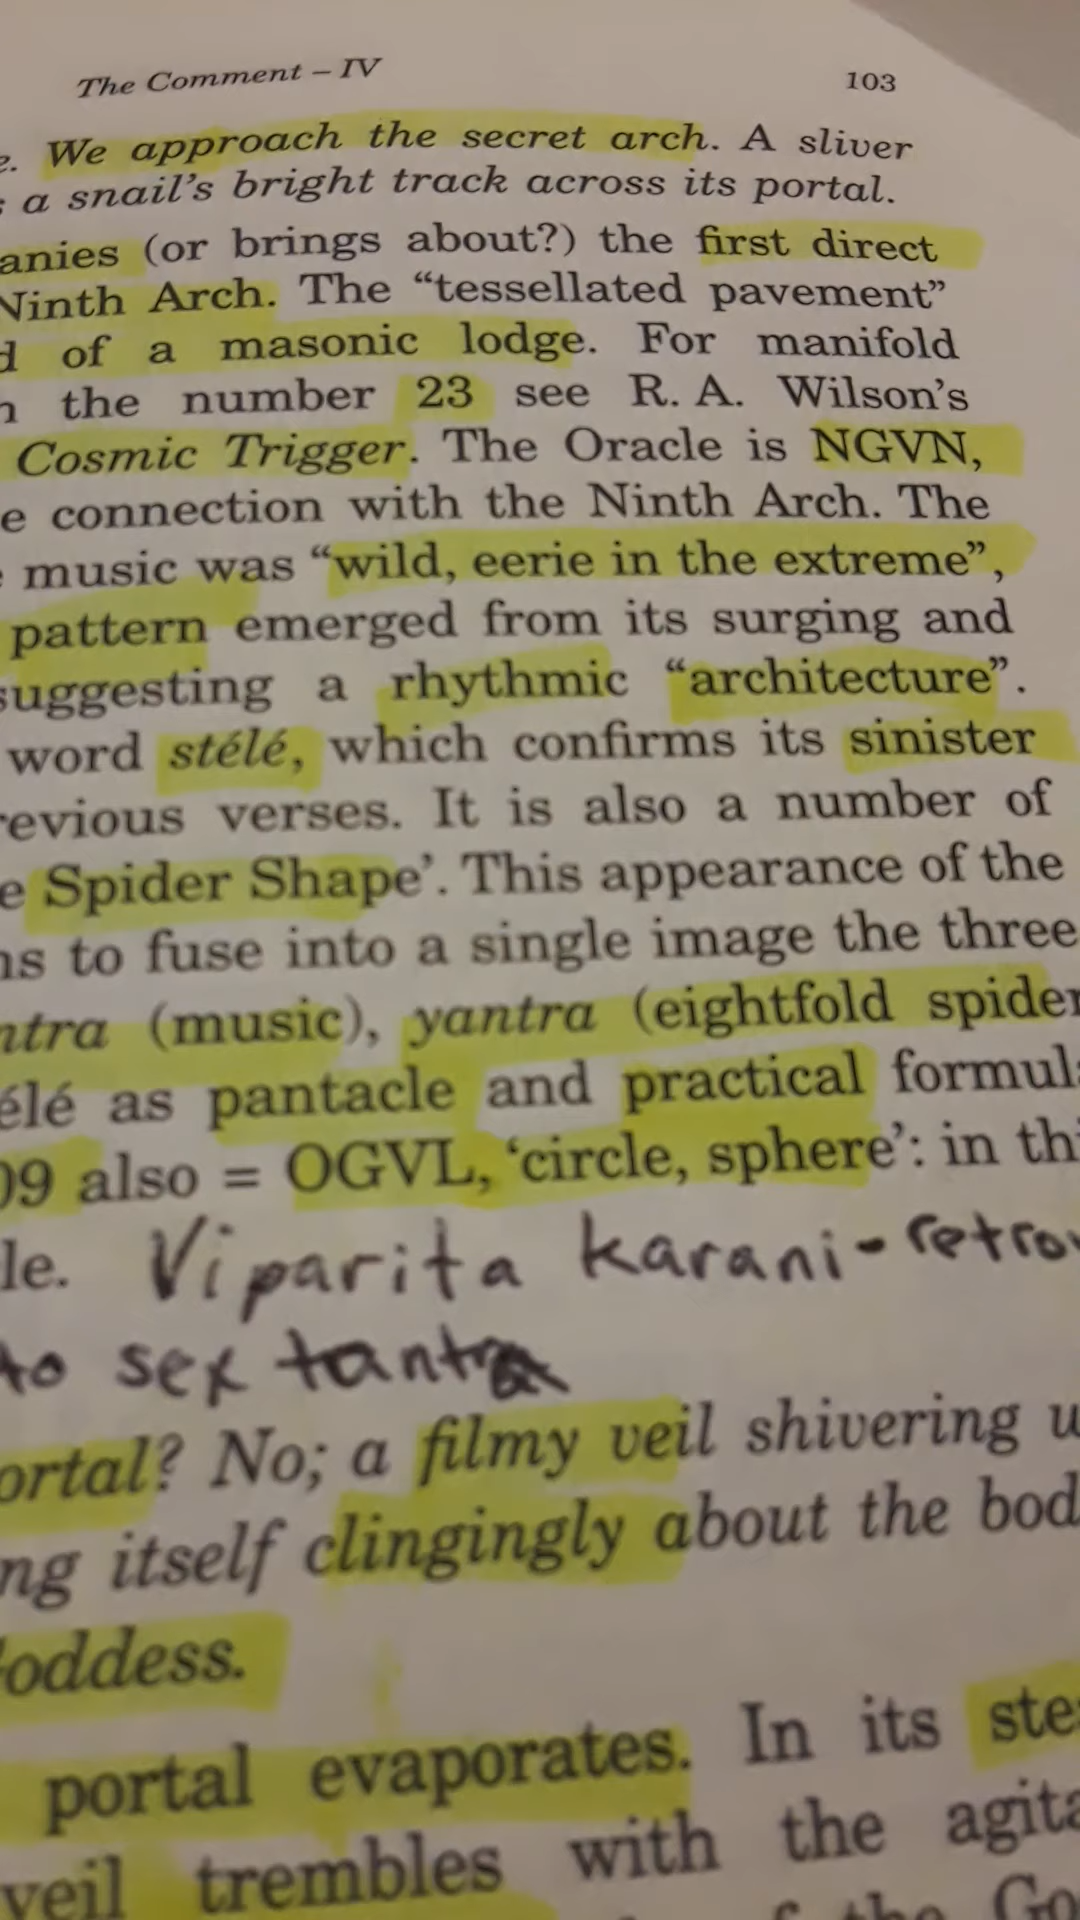 The Comment – IV 103
We approach the secret arch. A sliver
a snail's bright track across its portal.
anies (or brings about?) the first direct
Ninth Arch. The “tessellated pavement”
of a masonic lodge. For manifold
the number 23 see R. A. Wilson's
Cosmic Trigger. The Oracle is NGVN,
e connection with the Ninth Arch. The
music was “wild, eerie in the extreme”,
pattern emerged from its surging and
suggesting a rhythmic “architecture”.
word stélé, which confirms its sinister
revious verses. It is also a number of
e Spider Shape’. This appearance of the
ns to fuse into a single image the three
ntra (music), yantra (eightfold spider
élé as pantacle and practical formul
09 also = OGVL, ‘circle, sphere’: in thi
le. Viparita karani-retro
to sex tantra
ortal? No; a filmy veil shivering u
ng itself clingingly about the bod
oddess.
portal evaporates. In its ste
veil trembles with the agita
the Go